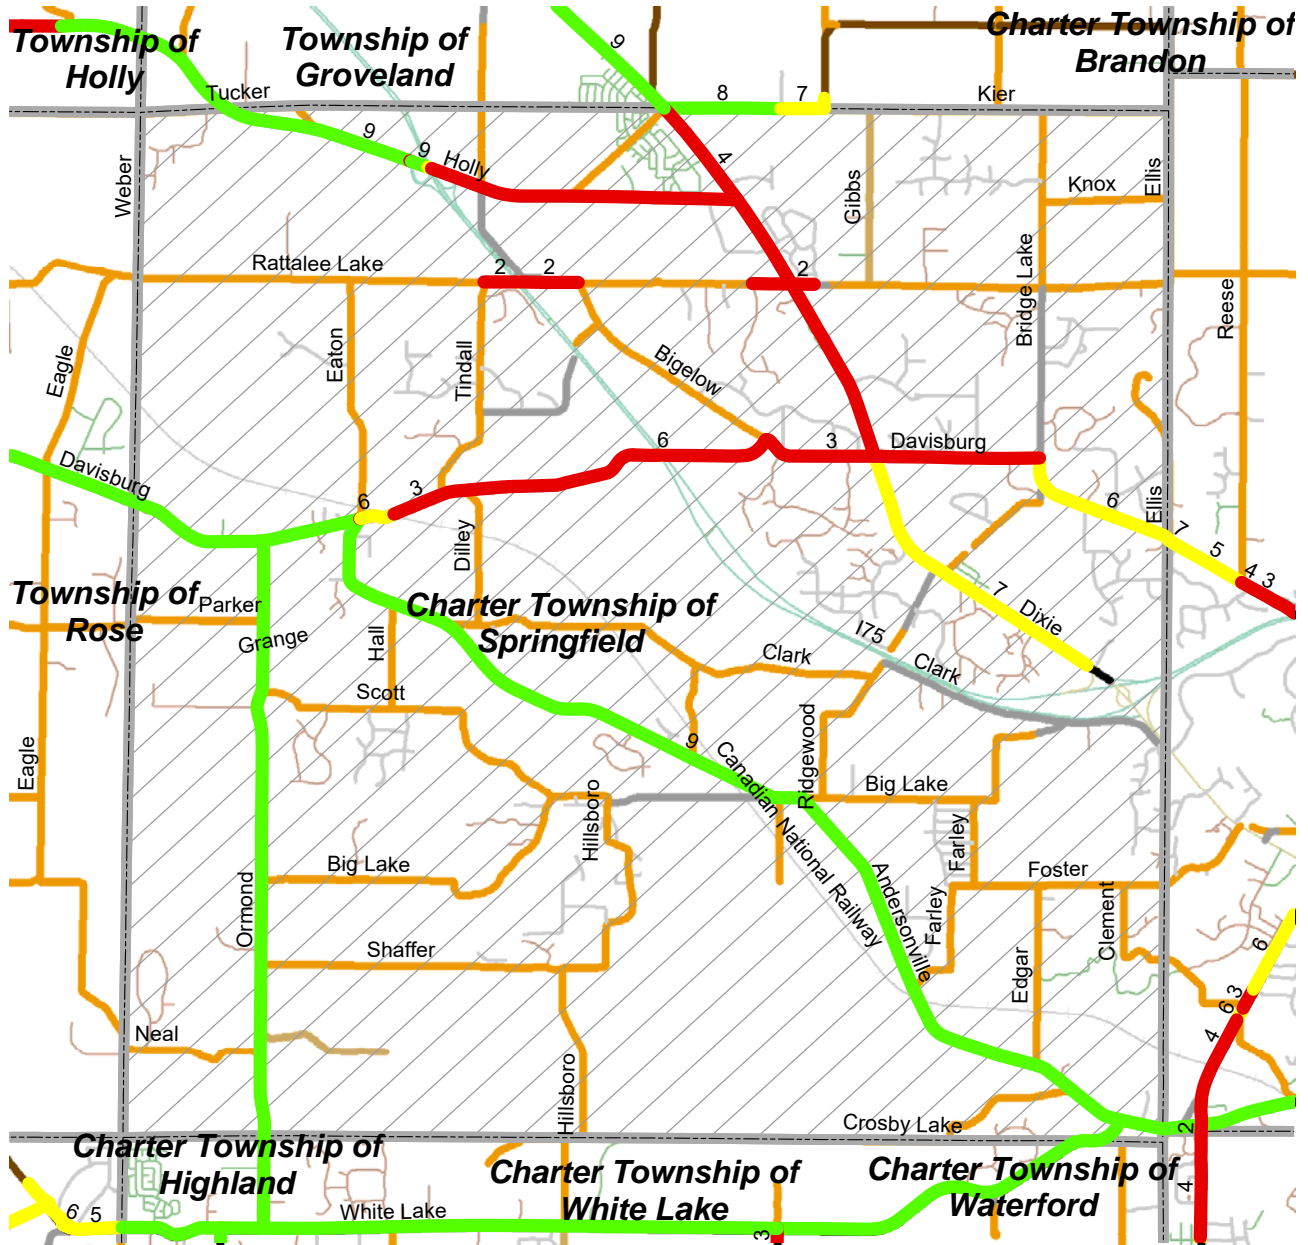 Township of
Holly
Township of
Groveland
Charter Township of
Brandon
9
Tucker
8
7
Kier
9
9
Holly
4
Weber
Gibbs
Knox
Ellis
Rattalee Lake
2
2
2
Bridge Lake
Reese
Eagle
Eaton
Tindall
Bigelow
Davisburg
6
3
Davisburg
6
3
6
Ellis
7
5
4
3
Dilley
Township of
Rose
Parker
Grange
Hall
Charter Township of
Springfield
7
Dixie
I75
Clark
Clark
Scott
Eagle
9
Canadian National Railway
Ridgewood
Big Lake
Hillsboro
Farley
Big Lake
Foster
Ormond
Andersonville
Farley
Clement
Shaffer
Edgar
6
3
6
4
Neal
Hillsboro
Crosby Lake
2
Charter Township of
Highland
Charter Township of
White Lake
Charter Township of
Waterford
4
6
5
White Lake
3